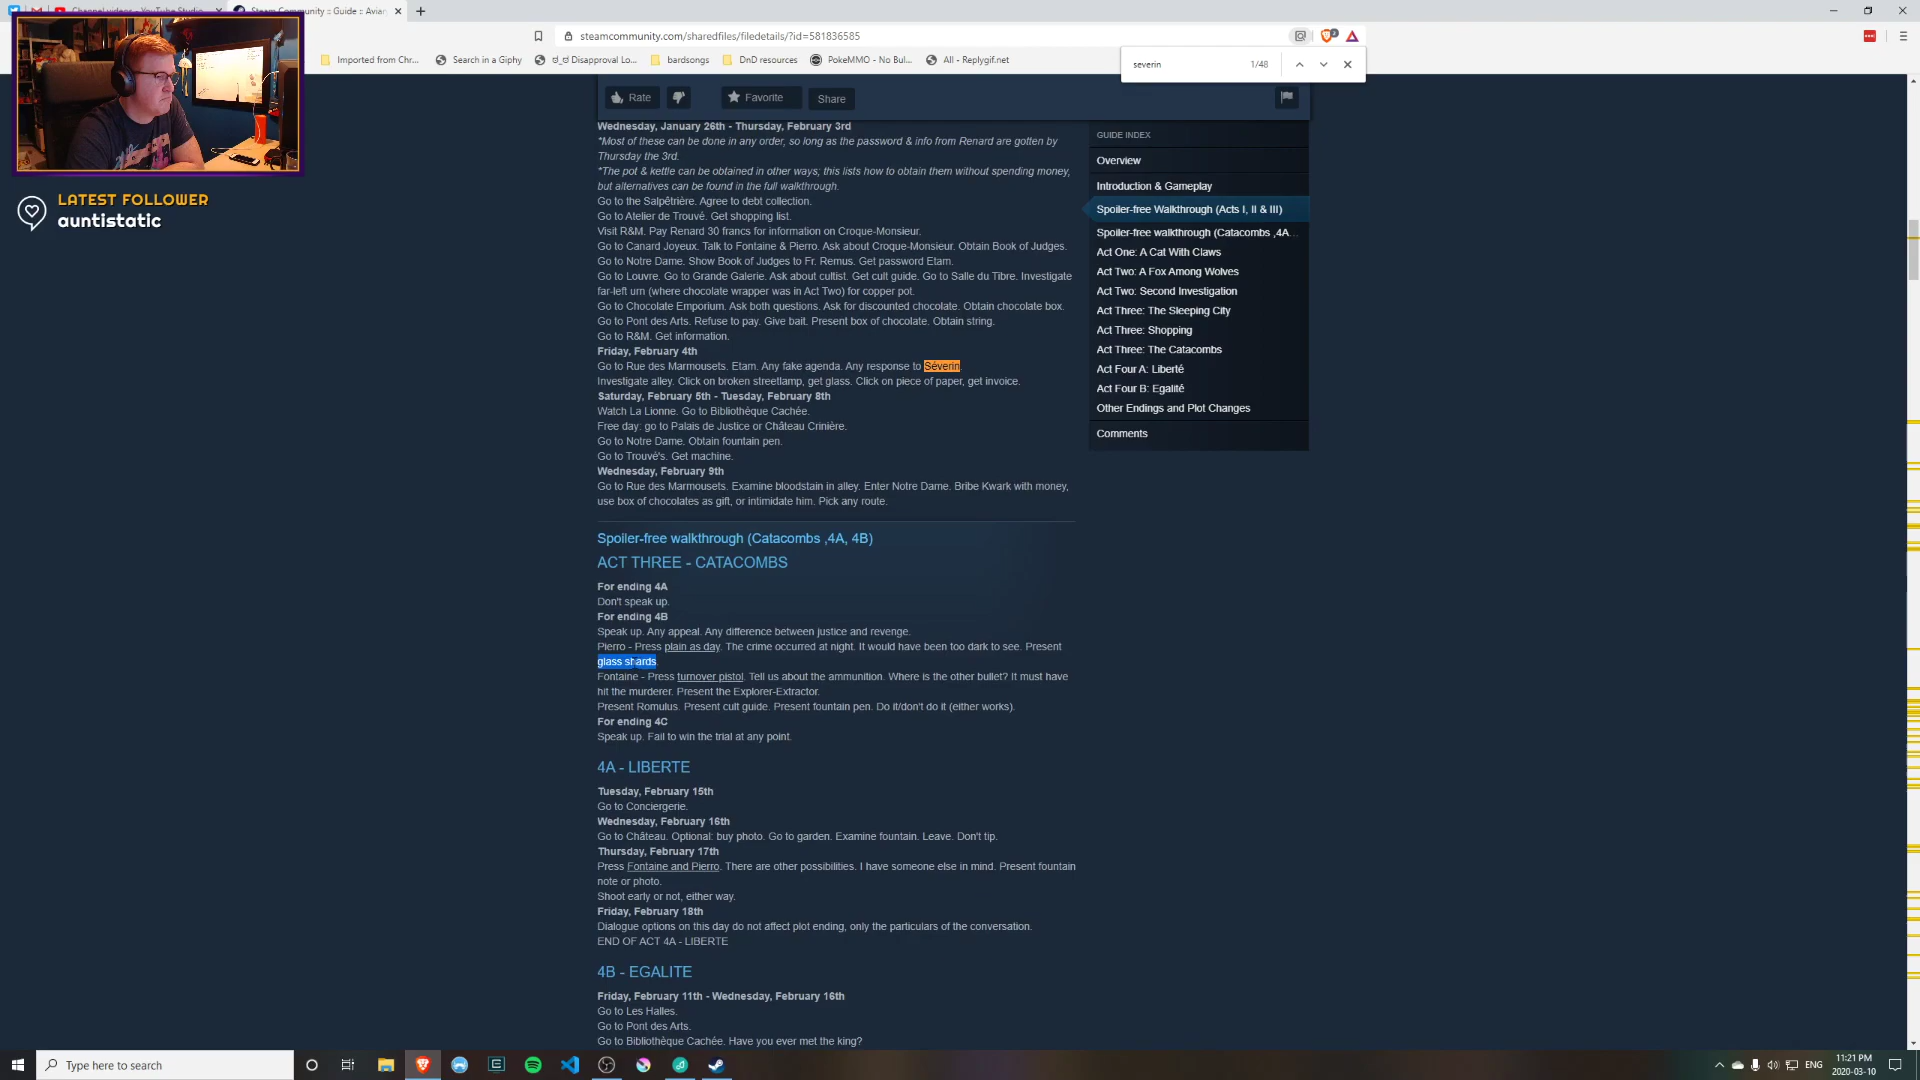 Channel videos - YouTube Studio
Steam Community :: Guide :: Aviar
steamcommunity.com/sharedfiles/filedetails/?id=581836585
Imported from Chr...
Search in a Giphy
ಠ_ಠ Disapproval Lo...
bardsongs
DnD resources
PokeMMO - No Bul...
All - Replygif.net
severin
1/48
LATEST FOLLOWER
auntistatic
Rate
Favorite
Share
Wednesday, January 26th - Thursday, February 3rd
*Most of these can be done in any order, so long as the password & info from Renard are gotten by
Thursday the 3rd.
*The pot & kettle can be obtained in other ways; this lists how to obtain them without spending money,
but alternatives can be found in the full walkthrough.
Go to the Salpêtrière. Agree to debt collection.
Go to Atelier de Trouvé. Get shopping list.
Visit R&M. Pay Renard 30 francs for information on Croque-Monsieur.
Go to Canard Joyeux. Talk to Fontaine & Pierro. Ask about Croque-Monsieur. Obtain Book of Judges.
Go to Notre Dame. Show Book of Judges to Fr. Remus. Get password Etam.
Go to Louvre. Go to Grande Galerie. Ask about cultist. Get cult guide. Go to Salle du Tibre. Investigate
far-left urn (where chocolate wrapper was in Act Two) for copper pot.
Go to Chocolate Emporium. Ask both questions. Ask for discounted chocolate. Obtain chocolate box.
Go to Pont des Arts. Refuse to pay. Give bait. Present box of chocolate. Obtain string.
Go to R&M. Get information.
Friday, February 4th
Go to Rue des Marmousets. Etam. Any fake agenda. Any response to Séverin.
Investigate alley. Click on broken streetlamp, get glass. Click on piece of paper, get invoice.
Saturday, February 5th - Tuesday, February 8th
Watch La Lionne. Go to Bibliothèque Cachée.
Free day: go to Palais de Justice or Château Crinière.
Go to Notre Dame. Obtain fountain pen.
Go to Trouvé's. Get machine.
Wednesday, February 9th
Go to Rue des Marmousets. Examine bloodstain in alley. Enter Notre Dame. Bribe Kwark with money,
use box of chocolates as gift, or intimidate him. Pick any route.
Spoiler-free walkthrough (Catacombs ,4A, 4B)
ACT THREE - CATACOMBS
For ending 4A
Don't speak up.
For ending 4B
Speak up. Any appeal. Any difference between justice and revenge.
Pierro - Press plain as day. The crime occurred at night. It would have been too dark to see. Present
glass shards.
Fontaine - Press turnover pistol. Tell us about the ammunition. Where is the other bullet? It must have
hit the murderer. Present the Explorer-Extractor.
Present Romulus. Present cult guide. Present fountain pen. Do it/don't do it (either works).
For ending 4C
Speak up. Fail to win the trial at any point.
4A - LIBERTE
Tuesday, February 15th
Go to Conciergerie.
Wednesday, February 16th
Go to Château. Optional: buy photo. Go to garden. Examine fountain. Leave. Don't tip.
Thursday, February 17th
Press Fontaine and Pierro. There are other possibilities. I have someone else in mind. Present fountain
note or photo.
Shoot early or not, either way.
Friday, February 18th
Dialogue options on this day do not affect plot ending, only the particulars of the conversation.
END OF ACT 4A - LIBERTE
4B - EGALITE
Friday, February 11th - Wednesday, February 16th
Go to Les Halles.
Go to Pont des Arts.
Go to Bibliothèque Cachée. Have you ever met the king?
GUIDE INDEX
Overview
Introduction & Gameplay
Spoiler-free Walkthrough (Acts I, II & III)
Spoiler-free walkthrough (Catacombs ,4A...
Act One: A Cat With Claws
Act Two: A Fox Among Wolves
Act Two: Second Investigation
Act Three: The Sleeping City
Act Three: Shopping
Act Three: The Catacombs
Act Four A: Liberté
Act Four B: Egalité
Other Endings and Plot Changes
Comments
Type here to search
ENG
11:21 PM
2020-03-10